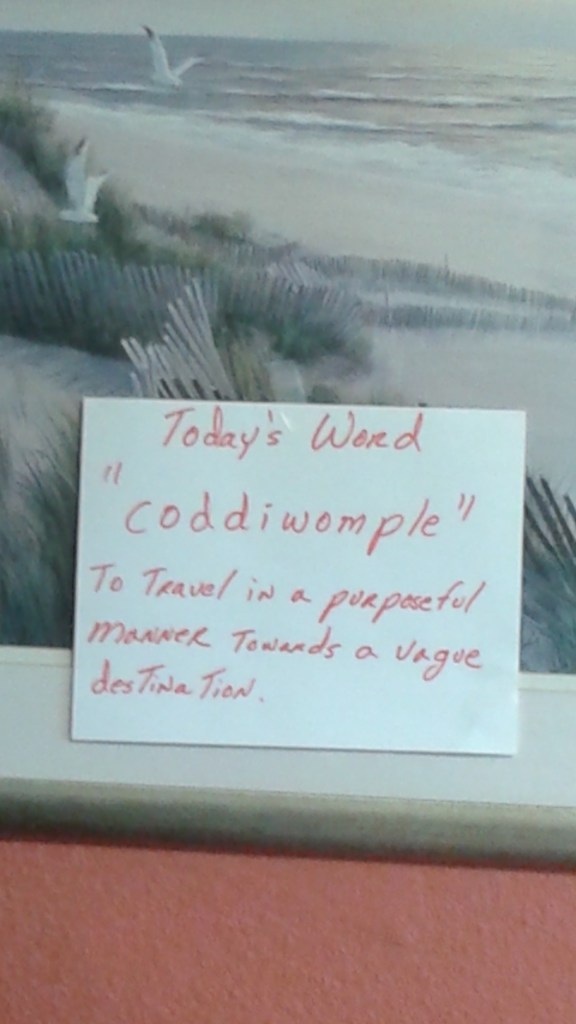 Today's Word
"Coddiwomple"
To Travel in a purposeful
manner Towards a vague
destination.